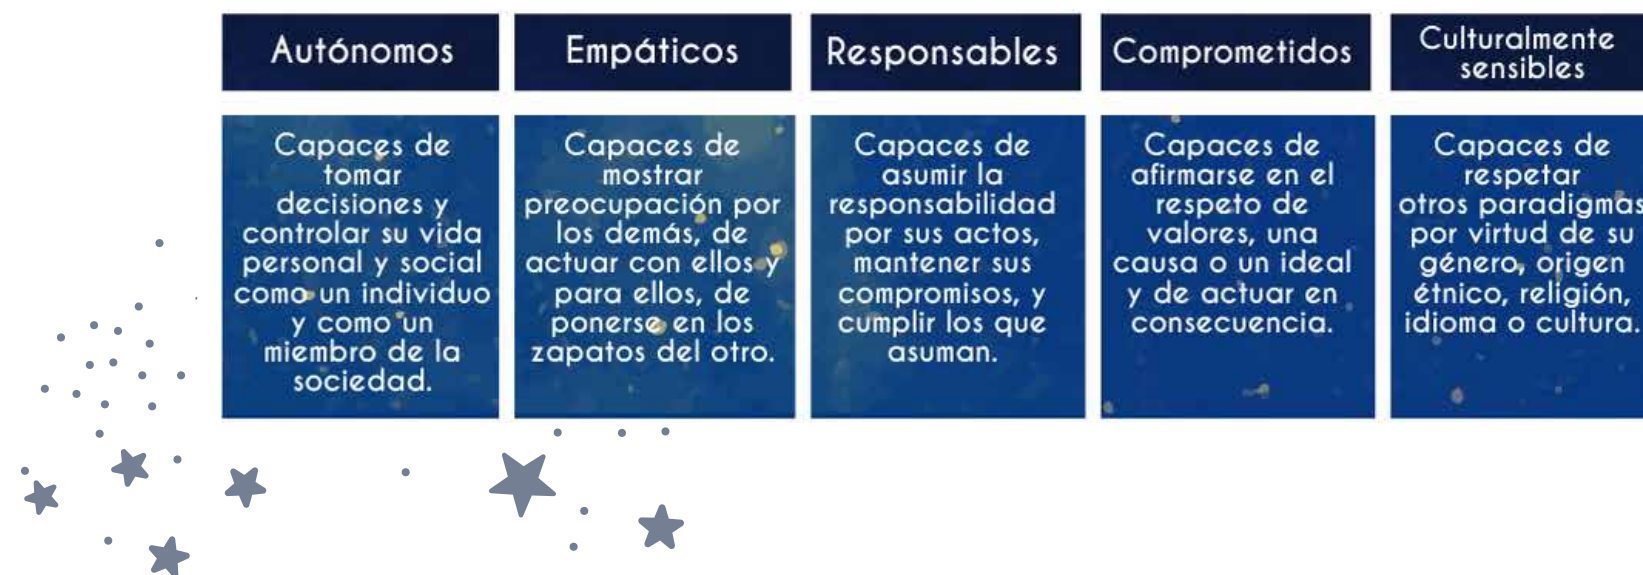 Autónomos
Capaces de
tomar
decisiones y
controlar su vida
personal y social
como un individuo
y como un
miembro de la
sociedad.
Empáticos
Capaces de
mostrar
preocupación por
los demás, de
actuar con ellos y
para ellos, de
ponerse en los
zapatos del otro.
Responsables
Capaces de
asumir la
responsabilidad
por sus actos,
mantener sus
compromisos, y
cumplir los que
asuman.
Comprometidos
Capaces de
afirmarse en el
respeto de
valores, una
causa o un ideal
y de actuar en
consecuencia.
Culturalmente
sensibles
Capaces de
respetar
otros paradigmas
por virtud de su
género, origen
étnico, religión,
idioma o cultura.